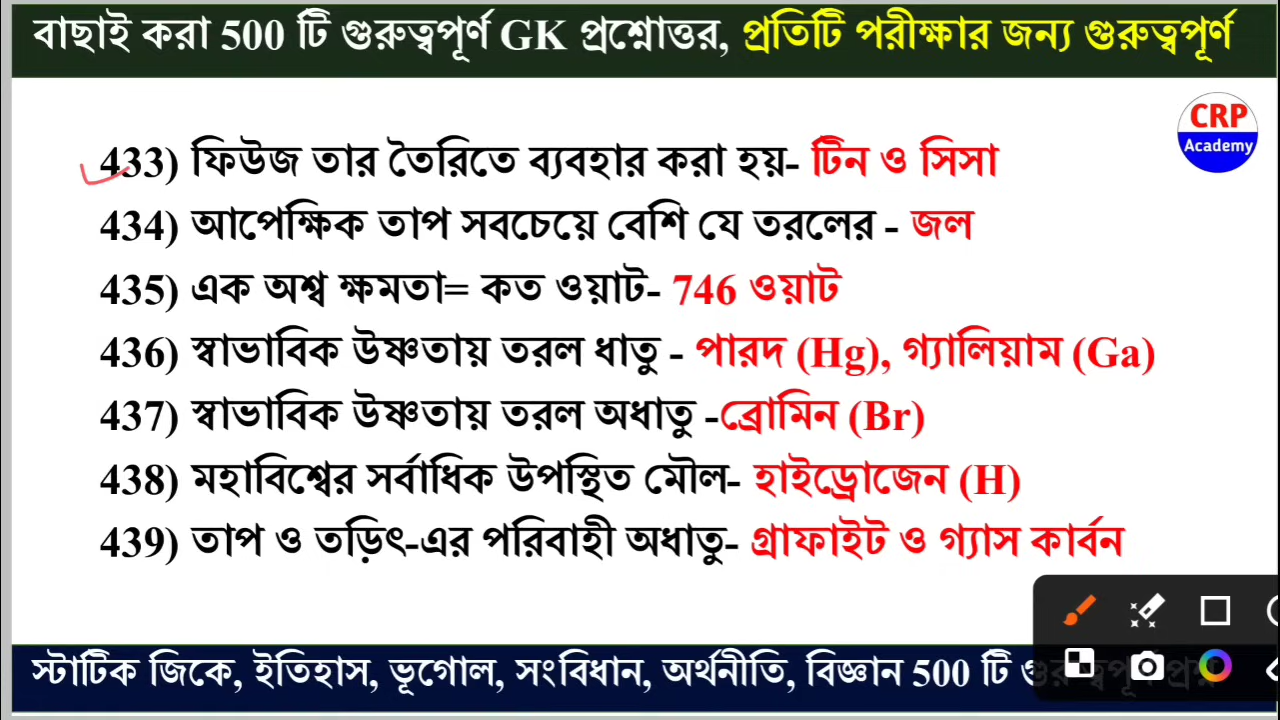 বাছাই করা 500 টি গুরুত্বপূর্ণ GK প্রশ্নোত্তর, প্রতিটি পরীক্ষার জন্য গুরুত্বপূর্ণ
CRP
Academy
433) ফিউজ তার তৈরিতে ব্যবহার করা হয়- টিন ও সিসা
434) আপেক্ষিক তাপ সবচেয়ে বেশি যে তরলের - জল
435) এক অশ্ব ক্ষমতা= কত ওয়াট- 746 ওয়াট
436) স্বাভাবিক উষ্ণতায় তরল ধাতু - পারদ (Hg), গ্যালিয়াম (Ga)
437) স্বাভাবিক উষ্ণতায় তরল অধাতু -ব্রোমিন (Br)
438) মহাবিশ্বের সর্বাধিক উপস্থিত মৌল- হাইড্রোজেন (H)
439) তাপ ও তড়িৎ-এর পরিবাহী অধাতু- গ্রাফাইট ও গ্যাস কার্বন
স্টাটিক জিকে, ইতিহাস, ভূগোল, সংবিধান, অর্থনীতি, বিজ্ঞান 500 টি